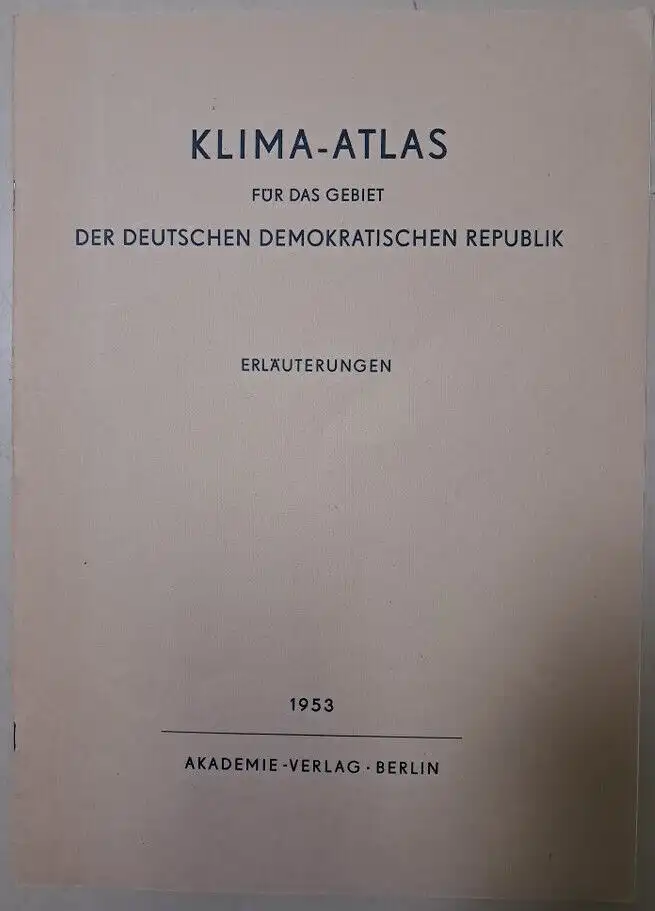 KLIMA-ATLAS
FÜR DAS GEBIET
DER DEUTSCHEN DEMOKRATISCHEN REPUBLIK
ERLÄUTERUNGEN
1953
AKADEMIE-VERLAG · BERLIN